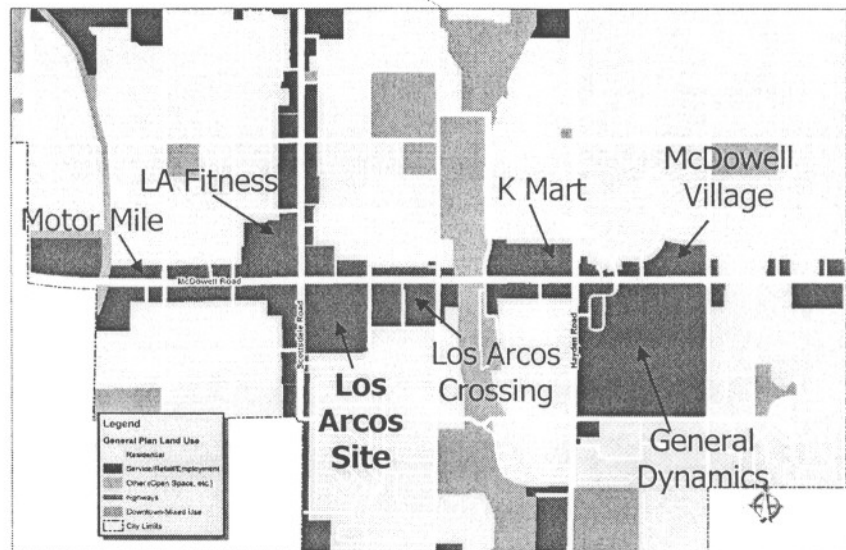 McDowell
Village
LA Fitness
K Mart
Motor Mile
McDowell Road
Scottsdale Road
Hayden Road
Los Arcos
Crossing
Los
Arcos
Site
General
Dynamics
Legend
General Plan Land Use
Residential
Service/Retail/Employment
Other (Open Space, etc.)
Highways
Downtown-Mixed Use
City Limits